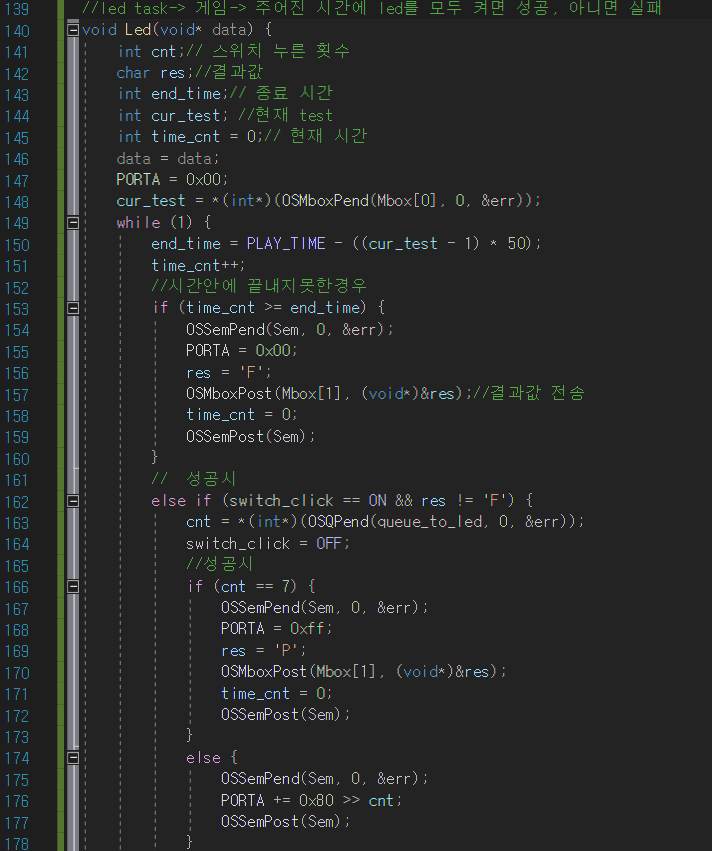 139 //led task-> 게임-> 주어진 시간에 led를 모두 켜면 성공, 아니면 실패
140 void Led(void* data) {
141 int cnt;// 스위치 누른 횟수
142 char res;//결과값
143 int end_time;// 종료 시간
144 int cur_test; //현재 test
145 int time_cnt = 0;// 현재 시간
146 data = data;
147 PORTA = 0x00;
148 cur_test = *(int*)(OSMboxPend(Mbox[0], 0, &err));
149 while (1) {
150 end_time = PLAY_TIME - ((cur_test - 1) * 50);
151 time_cnt++;
152 //시간안에 끝내지못한경우
153 if (time_cnt >= end_time) {
154 OSSemPend(Sem, 0, &err);
155 PORTA = 0x00;
156 res = 'F';
157 OSMboxPost(Mbox[1], (void*)&res);//결과값 전송
158 time_cnt = 0;
159 OSSemPost(Sem);
160 }
161 // 성공시
162 else if (switch_click == ON && res != 'F') {
163 cnt = *(int*)(OSQPend(queue_to_led, 0, &err));
164 switch_click = OFF;
165 //성공시
166 if (cnt == 7) {
167 OSSemPend(Sem, 0, &err);
168 PORTA = 0xff;
169 res = 'P';
170 OSMboxPost(Mbox[1], (void*)&res);
171 time_cnt = 0;
172 OSSemPost(Sem);
173 }
174 else {
175 OSSemPend(Sem, 0, &err);
176 PORTA += 0x80 >> cnt;
177 OSSemPost(Sem);
178 }